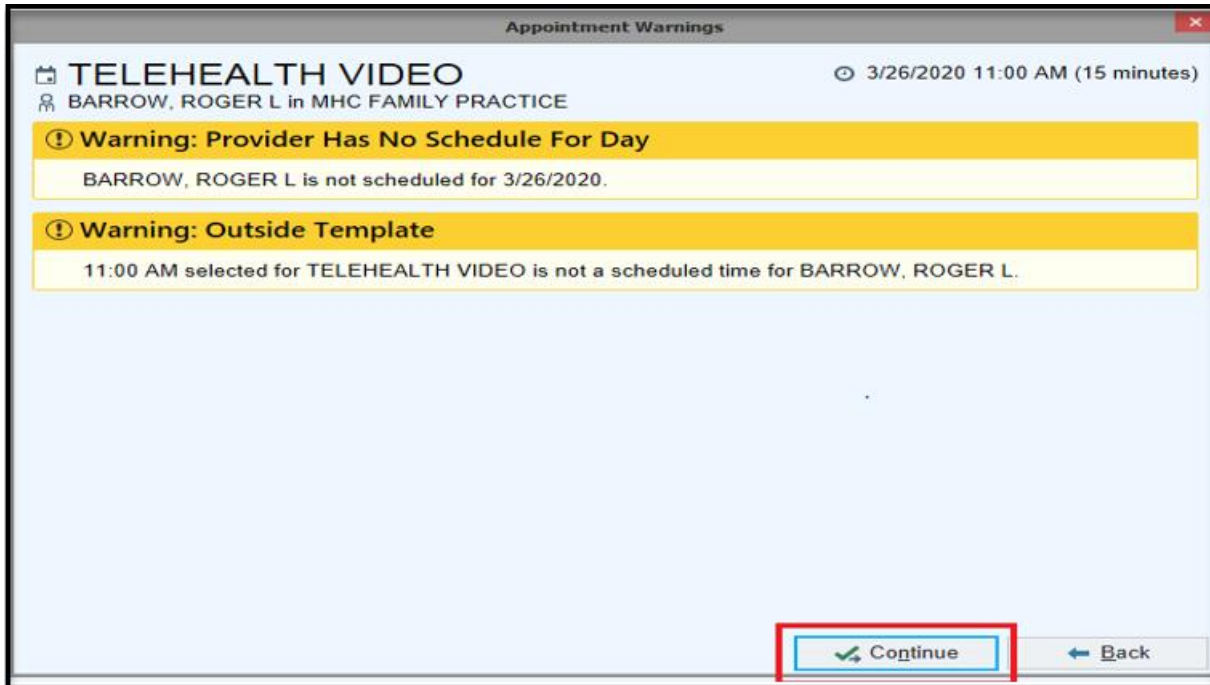 Appointment Warnings
TELEHEALTH VIDEO
3/26/2020 11:00 AM (15 minutes)
BARROW, ROGER L in MHC FAMILY PRACTICE
Warning: Provider Has No Schedule For Day
BARROW, ROGER L is not scheduled for 3/26/2020.
Warning: Outside Template
11:00 AM selected for TELEHEALTH VIDEO is not a scheduled time for BARROW, ROGER L.
Continue
Back